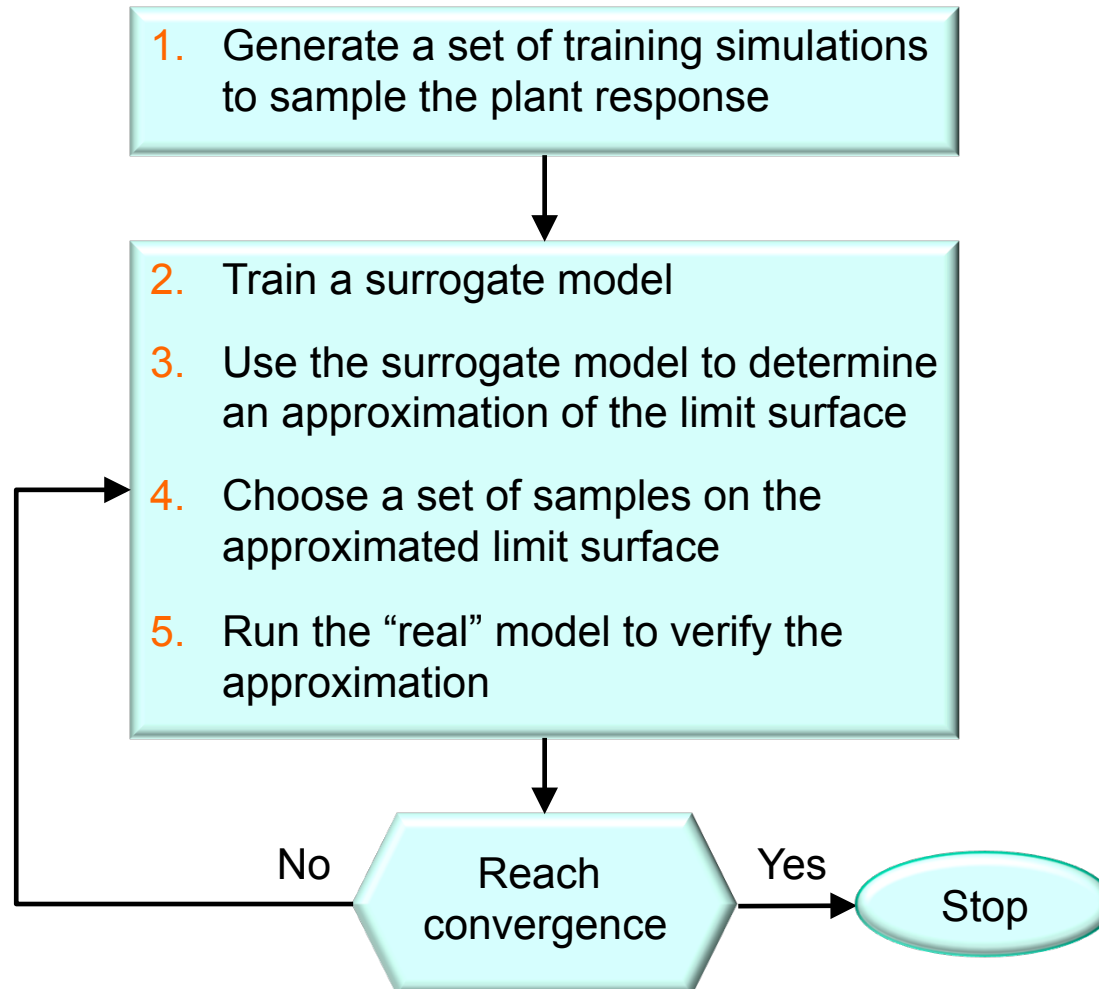 1. Generate a set of training simulations
to sample the plant response
2. Train a surrogate model
3. Use the surrogate model to determine
an approximation of the limit surface
4. Choose a set of samples on the
approximated limit surface
5. Run the “real” model to verify the
approximation
No
Reach
convergence
Yes
Stop